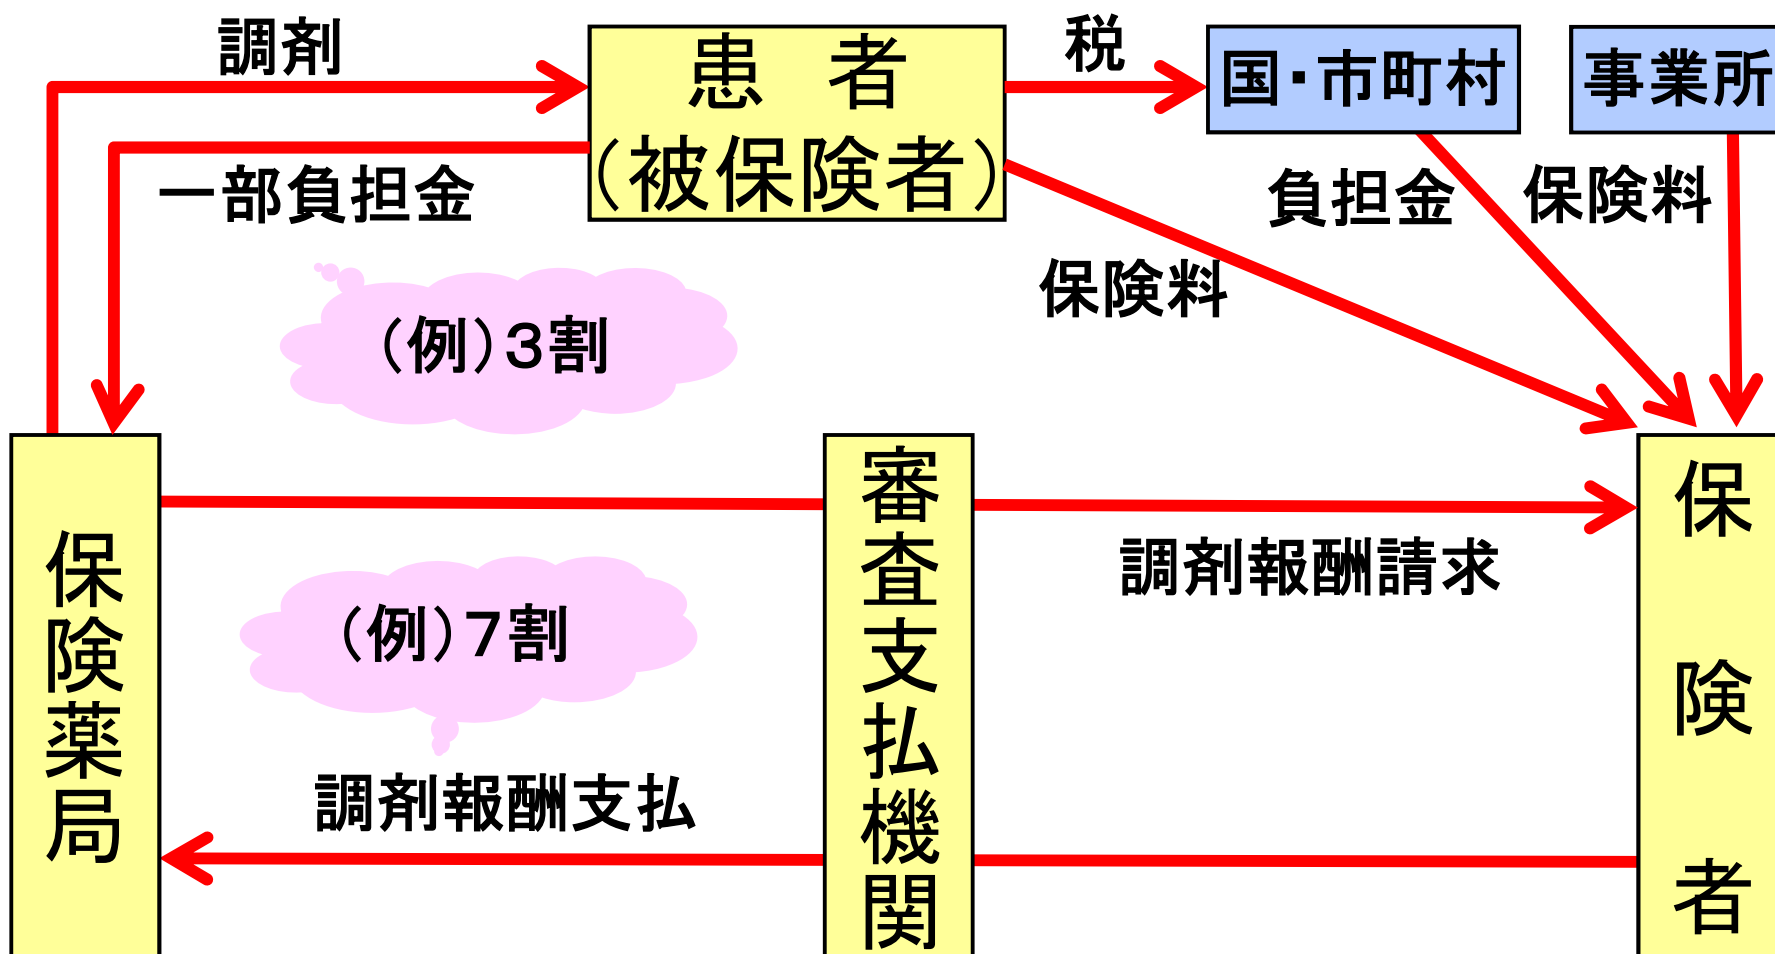 調剤
患　者
（被保険者）
税
国・市町村
事業所
一部負担金
負担金
保険料
保険料
（例）３割
保険薬局
審査支払機関
保険者
調剤報酬請求
（例）７割
調剤報酬支払